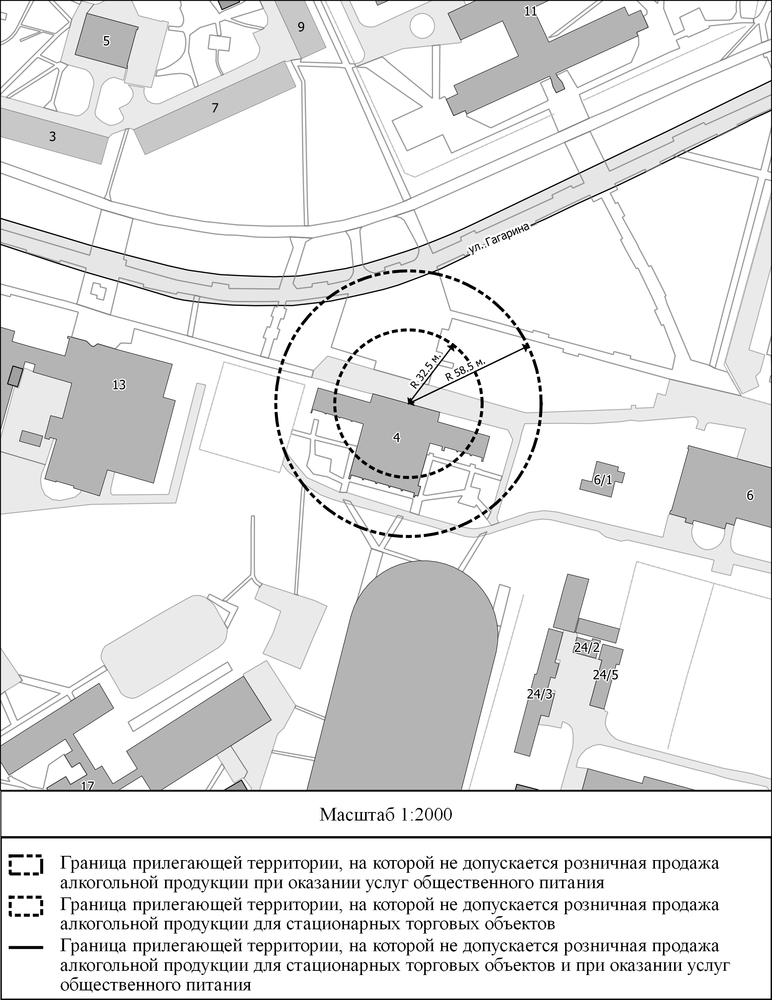 11
9
5
7
3
ул. Гагарина
R 32.5 м.
R 58.5 м.
13
4
6/1
6
24/2
24/5
24/3
17
Масштаб 1:2000
Граница прилегающей территории, на которой не допускается розничная продажа
алкогольной продукции при оказании услуг общественного питания
Граница прилегающей территории, на которой не допускается розничная продажа
алкогольной продукции для стационарных торговых объектов
Граница прилегающей территории, на которой не допускается розничная продажа
алкогольной продукции для стационарных торговых объектов и при оказании услуг
общественного питания